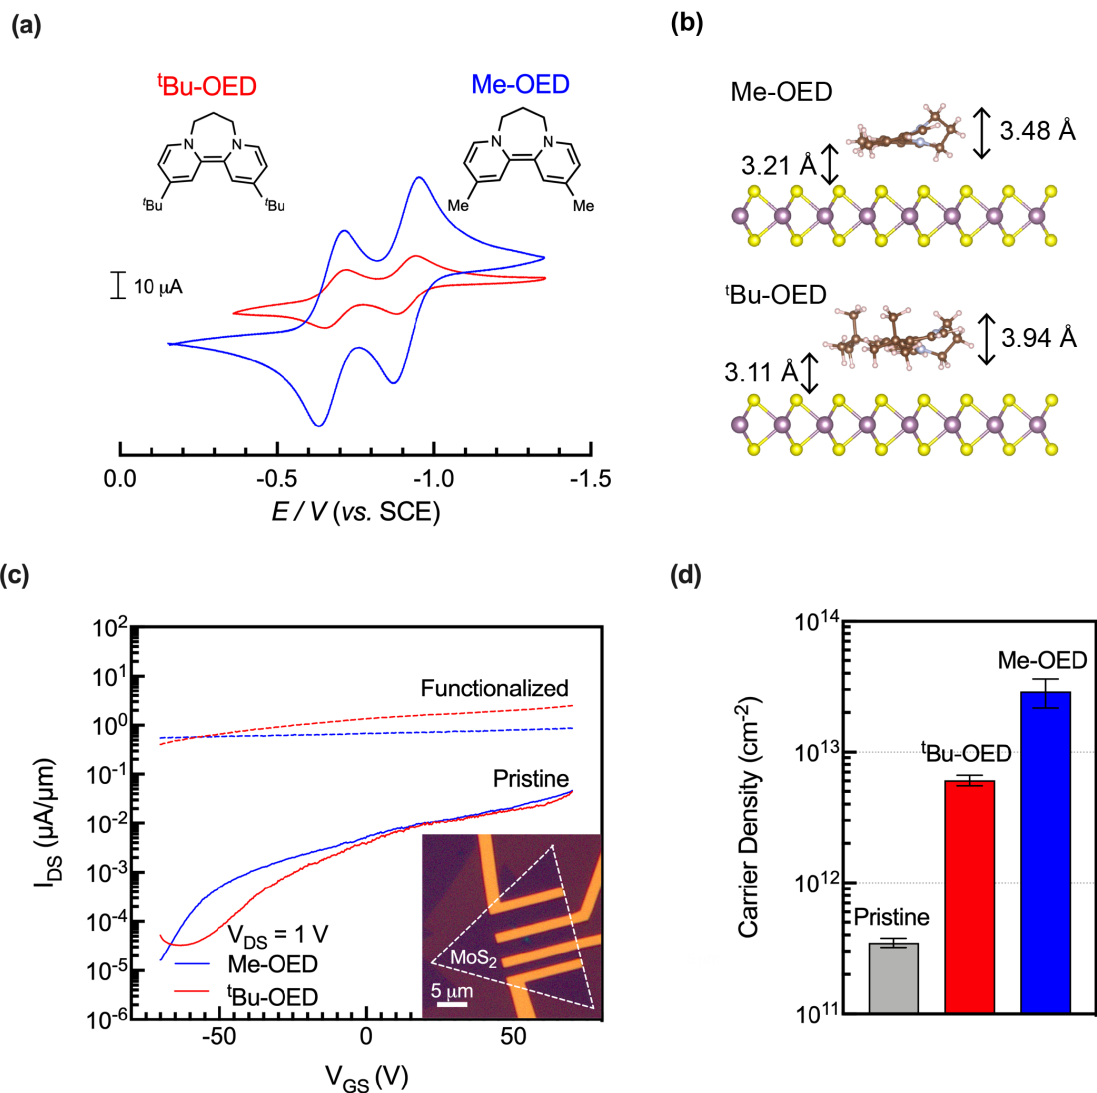 (a)
ᵗBu-OED
Me-OED
N
N
N
N
ᵗBu
ᵗBu
Me
Me
10 µA
0.0
-0.5
-1.0
-1.5
E / V (vs. SCE)
(b)
Me-OED
3.48 Å
3.21 Å
ᵗBu-OED
3.94 Å
3.11 Å
(c)
10²
10¹
10⁰
10⁻¹
10⁻²
10⁻³
10⁻⁴
10⁻⁵
10⁻⁶
I_DS (µA/µm)
Functionalized
Pristine
V_DS = 1 V
Me-OED
ᵗBu-OED
MoS₂
5 µm
-50
0
50
V_GS (V)
(d)
10¹⁴
10¹³
10¹²
10¹¹
Carrier Density (cm⁻²)
Me-OED
ᵗBu-OED
Pristine